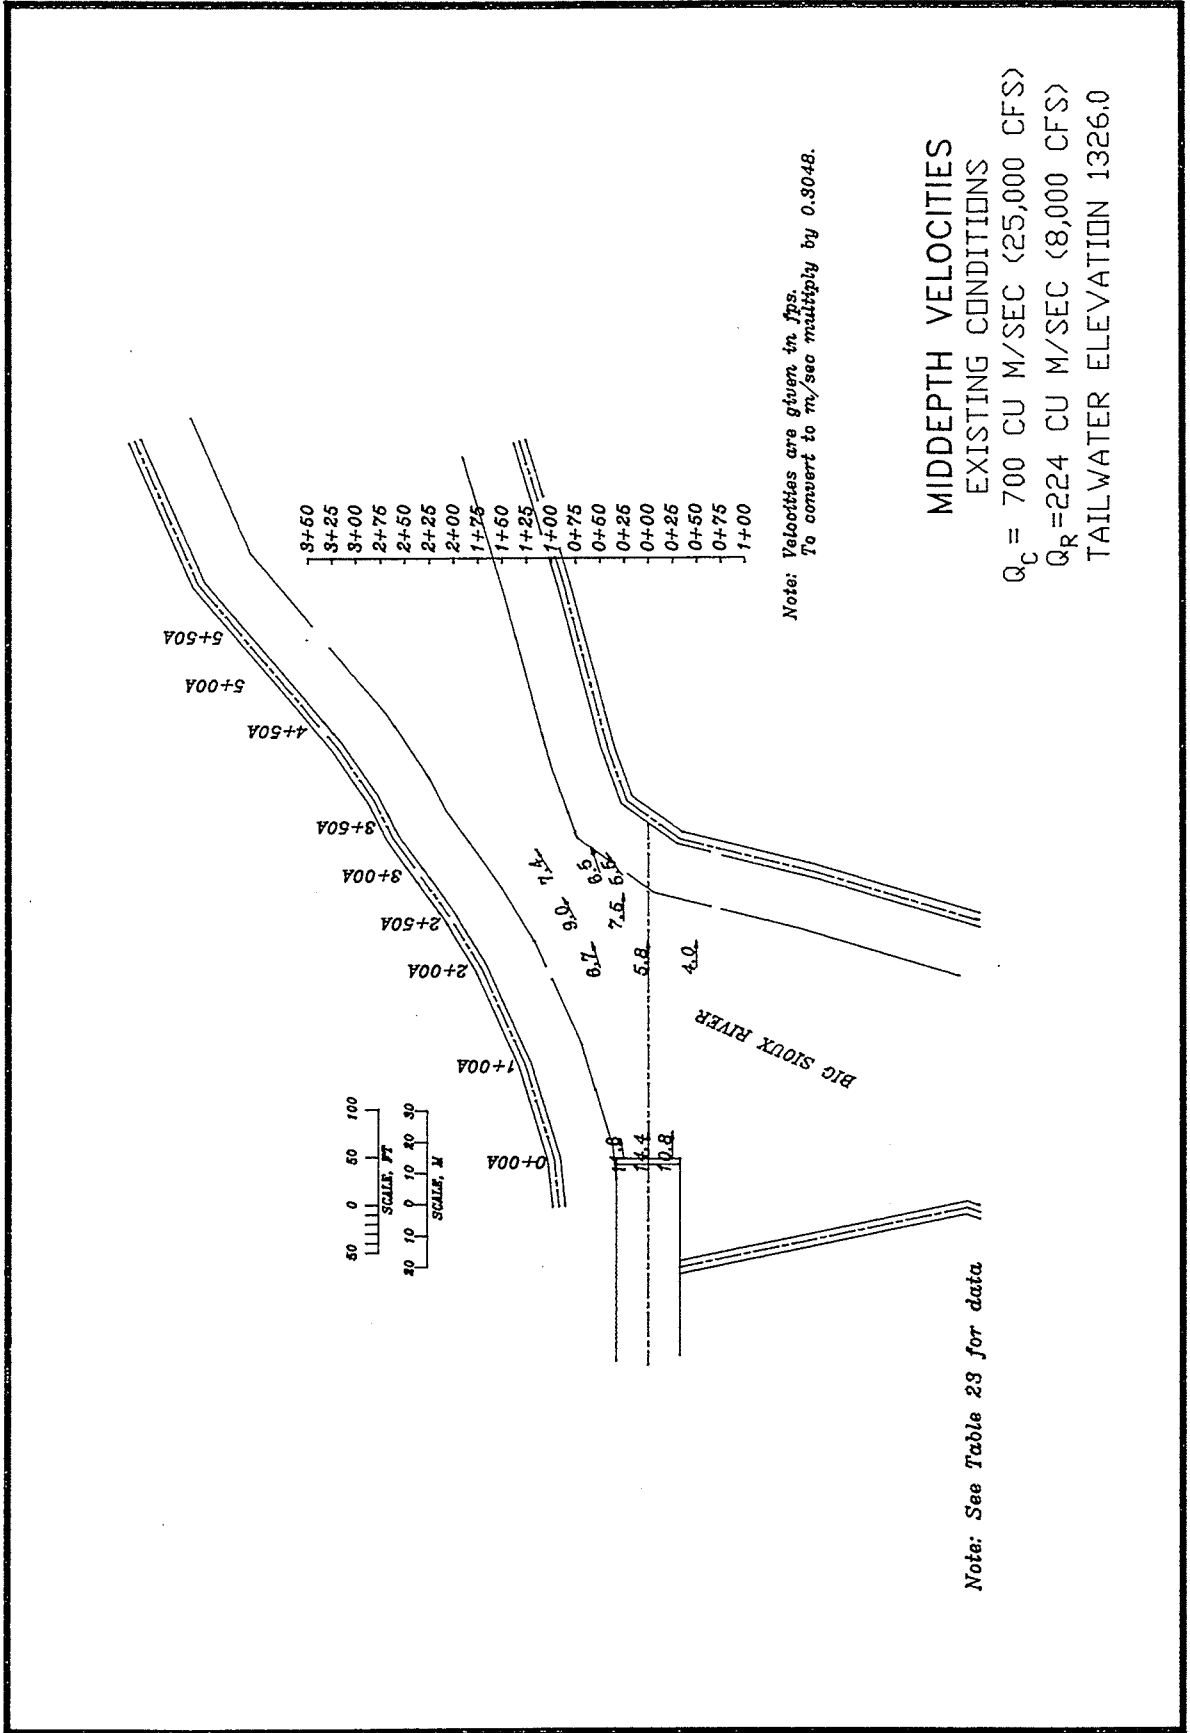 5+50A
5+00A
4+50A
3+50A
3+00A
2+50A
2+00A
1+00A
0+00A
3+50
3+25
3+00
2+75
2+50
2+25
2+00
1+75
1+50
1+25
1+00
0+75
0+50
0+25
0+00
0+25
0+50
0+75
1+00
50 0 50 100
SCALE, FT
20 10 0 10 20 30
SCALE, M
7.4
9.0
6.5
6.7
7.5
5.8
4.0
14.4
10.8
BIG SIOUX RIVER
Note: Velocities are given in fps.
To convert to m/sec multiply by 0.3048.
Note: See Table 23 for data
MIDDEPTH VELOCITIES
EXISTING CONDITIONS
QC = 700 CU M/SEC (25,000 CFS)
QR =224 CU M/SEC (8,000 CFS)
TAILWATER ELEVATION 1326.0